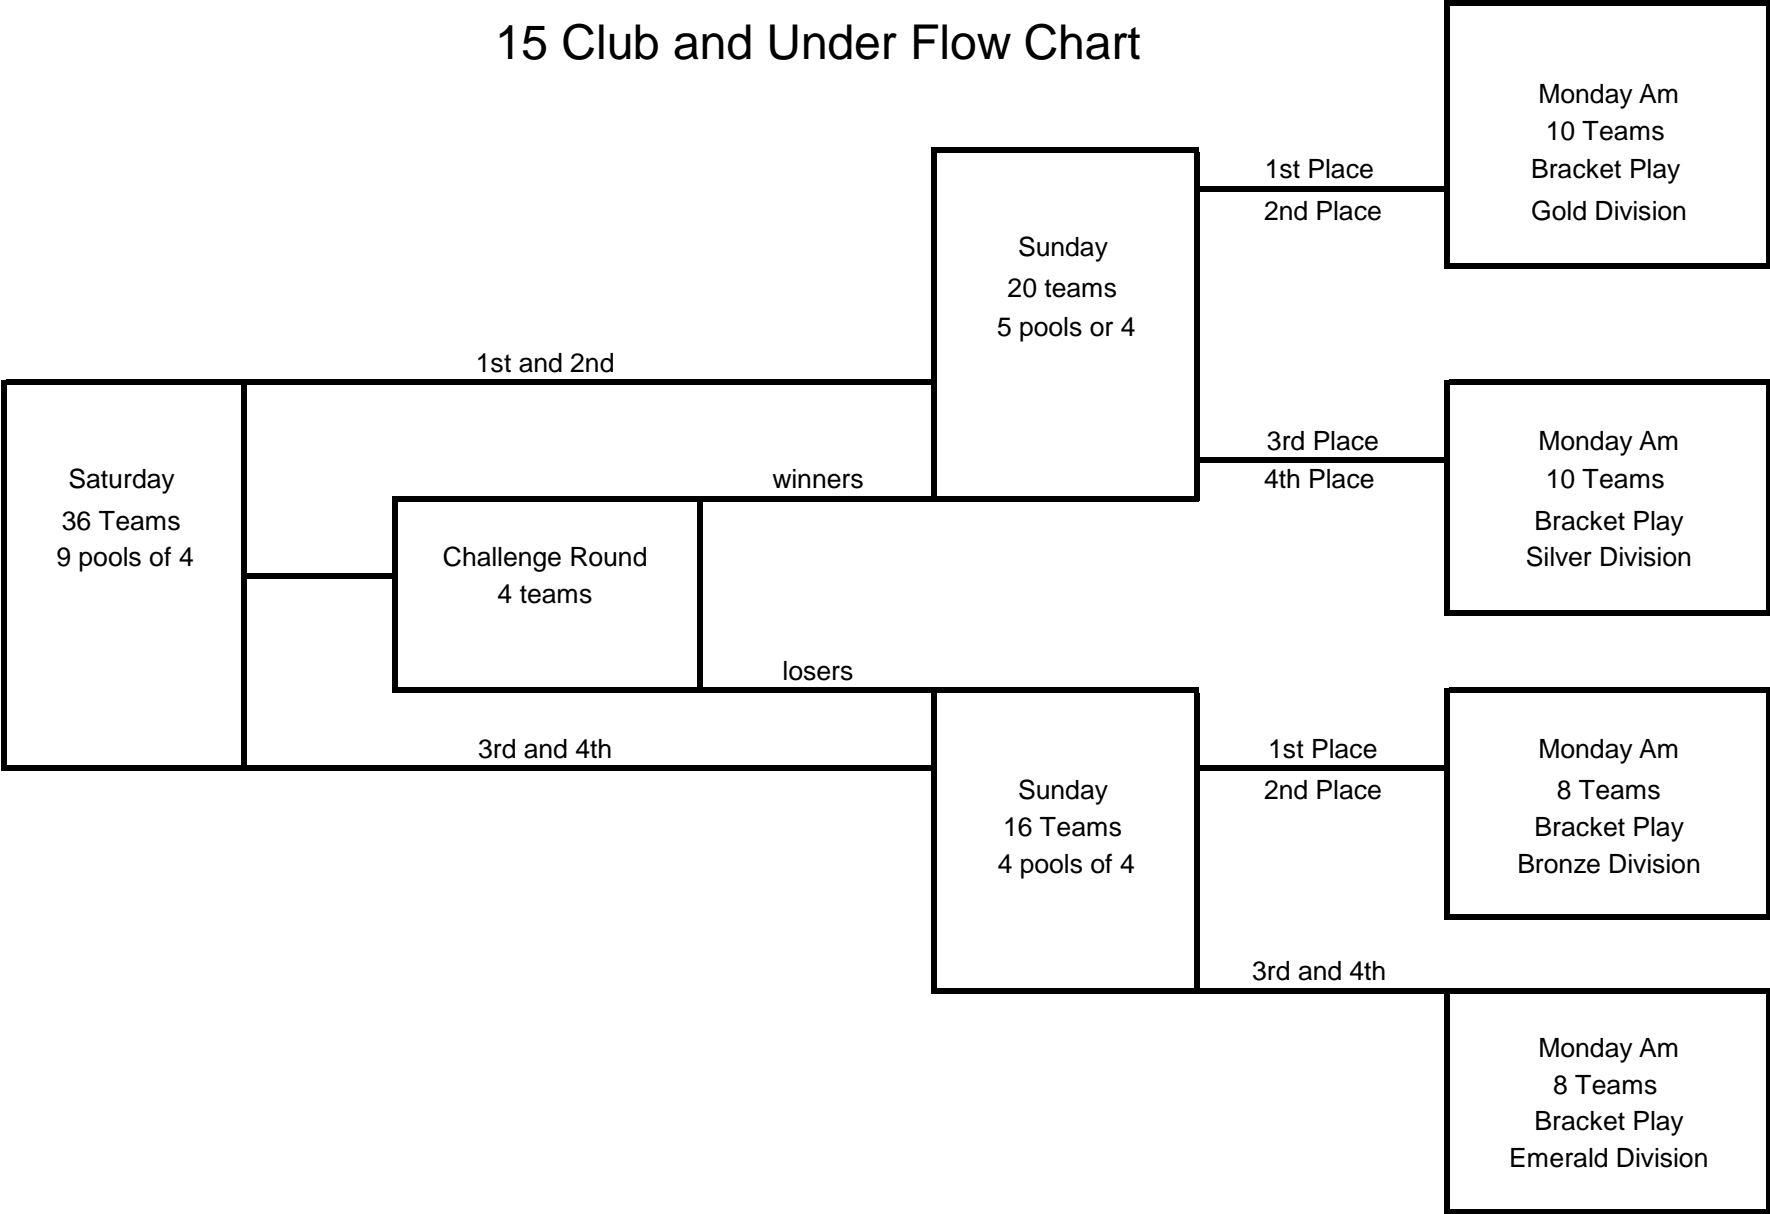 15 Club and Under Flow Chart
Monday Am
10 Teams
Bracket Play
Gold Division
1st Place
2nd Place
Sunday
20 teams
5 pools or 4
1st and 2nd
3rd Place
4th Place
Monday Am
10 Teams
Bracket Play
Silver Division
Saturday
36 Teams
9 pools of 4
winners
Challenge Round
4 teams
losers
3rd and 4th
Sunday
16 Teams
4 pools of 4
1st Place
2nd Place
Monday Am
8 Teams
Bracket Play
Bronze Division
3rd and 4th
Monday Am
8 Teams
Bracket Play
Emerald Division